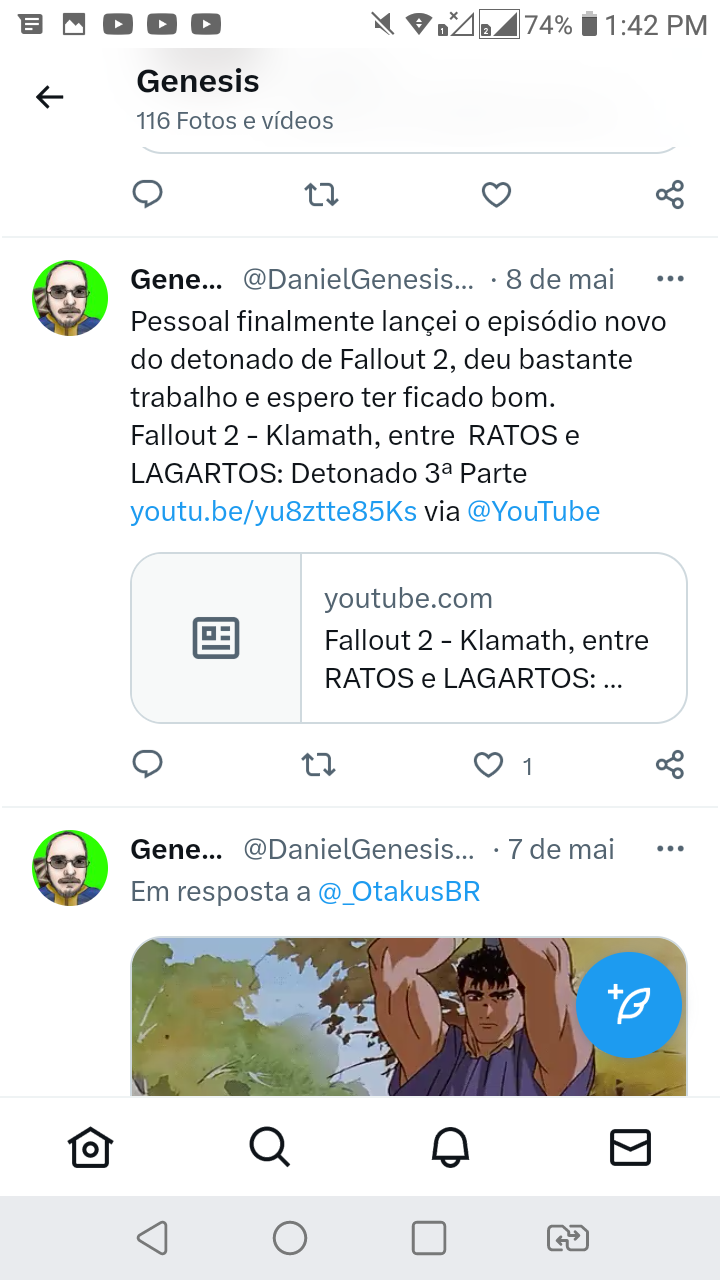 74% 1:42 PM
Genesis
116 Fotos e vídeos
Gene... @DanielGenesis... · 8 de mai
Pessoal finalmente lançei o episódio novo
do detonado de Fallout 2, deu bastante
trabalho e espero ter ficado bom.
Fallout 2 - Klamath, entre  RATOS e
LAGARTOS: Detonado 3ª Parte
youtu.be/yu8ztte85Ks via @YouTube
youtube.com
Fallout 2 - Klamath, entre
RATOS e LAGARTOS: ...
1
Gene... @DanielGenesis... · 7 de mai
Em resposta a @_OtakusBR